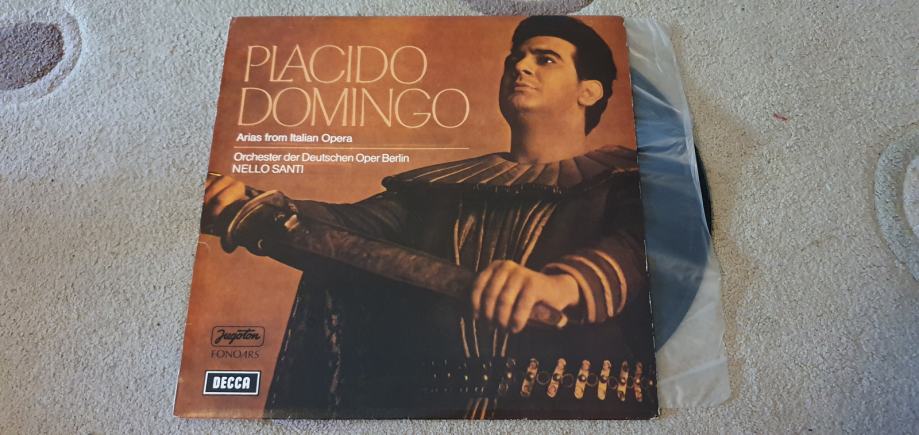 PLACIDO
DOMINGO
Arias from Italian Opera
Orchester der Deutschen Oper Berlin
NELLO SANTI
Jugoton
FONOARS
DECCA